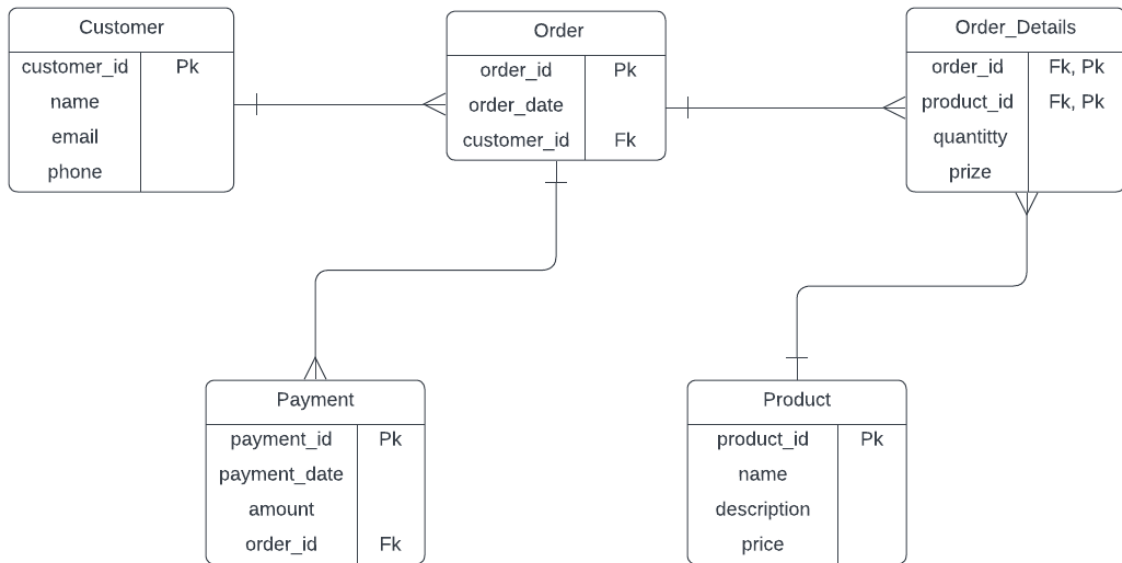 Customer
customer_id Pk
name
email
phone
Order
order_id Pk
order_date
customer_id Fk
Order_Details
order_id Fk, Pk
product_id Fk, Pk
quantitty
prize
Payment
payment_id Pk
payment_date
amount
order_id Fk
Product
product_id Pk
name
description
price